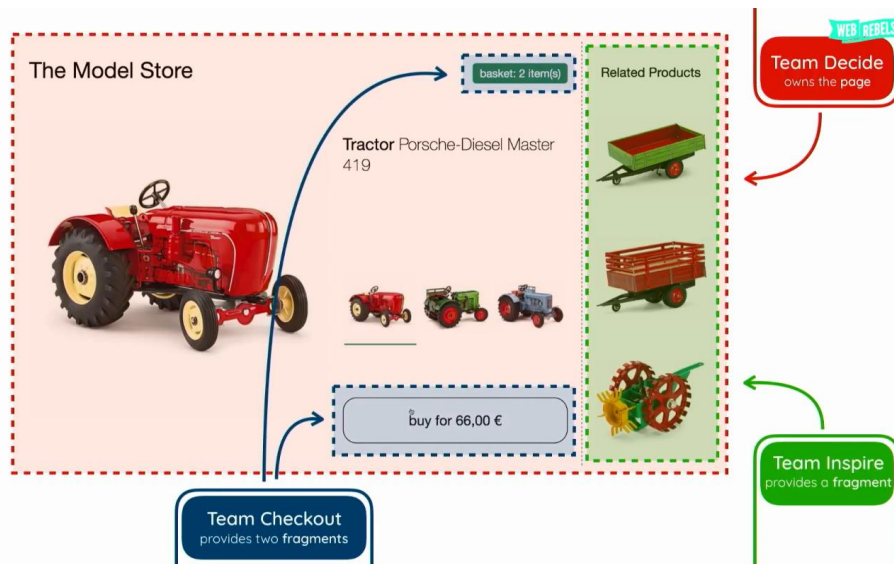 WEB REBELS
The Model Store
basket: 2 item(s)
Related Products
Tractor Porsche-Diesel Master
419
buy for 66,00 €
Team Decide
owns the page
Team Inspire
provides a fragment
Team Checkout
provides two fragments